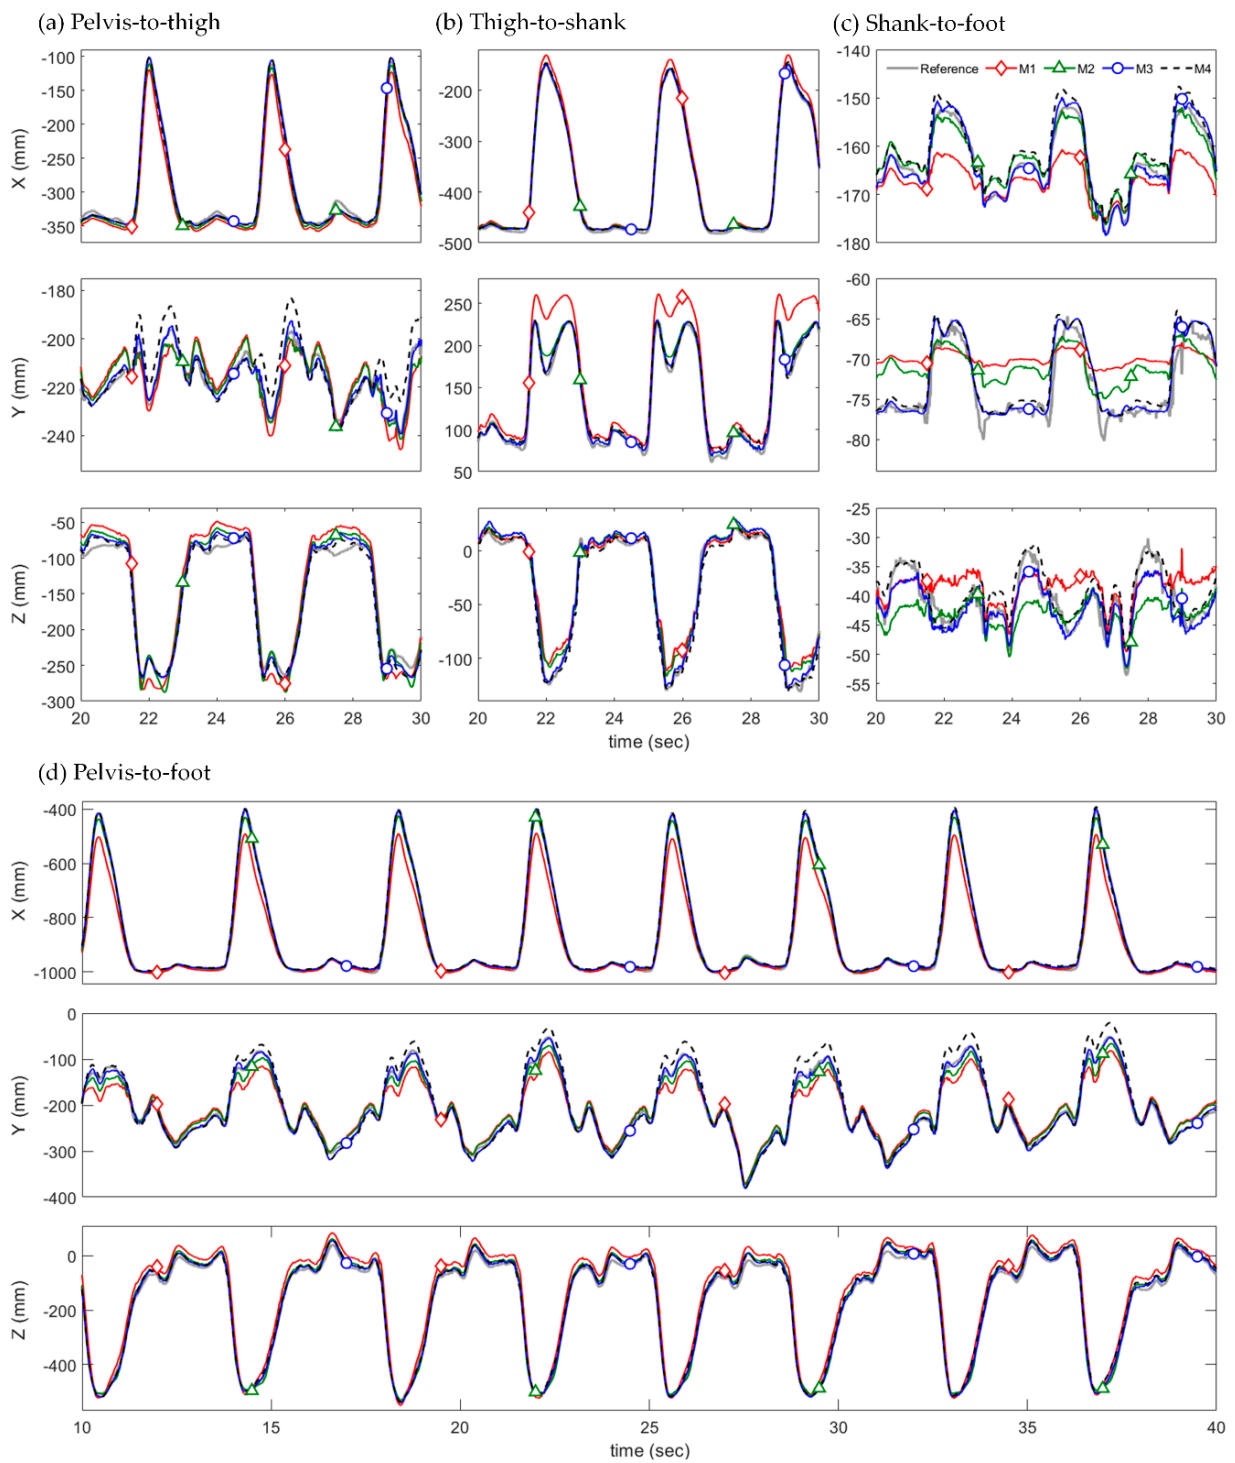 (a) Pelvis-to-thigh (b) Thigh-to-shank (c) Shank-to-foot
X (mm) -100 -150 -200 -250 -300 -350
-200 -300 -400 -500
-140 -150 -160 -170 -180
Reference M1 M2 M3 M4
Y (mm) -180 -200 -220 -240
250 200 150 100 50
-60 -65 -70 -75 -80
Z (mm) -50 -100 -150 -200 -250 -300
0 -50 -100
-25 -30 -35 -40 -45 -50 -55
20 22 24 26 28 30 20 22 24 26 28 30 20 22 24 26 28 30
time (sec)
(d) Pelvis-to-foot
X (mm) -400 -600 -800 -1000
Y (mm) 0 -100 -200 -300 -400
Z (mm) 0 -200 -400
10 15 20 25 30 35 40
time (sec)